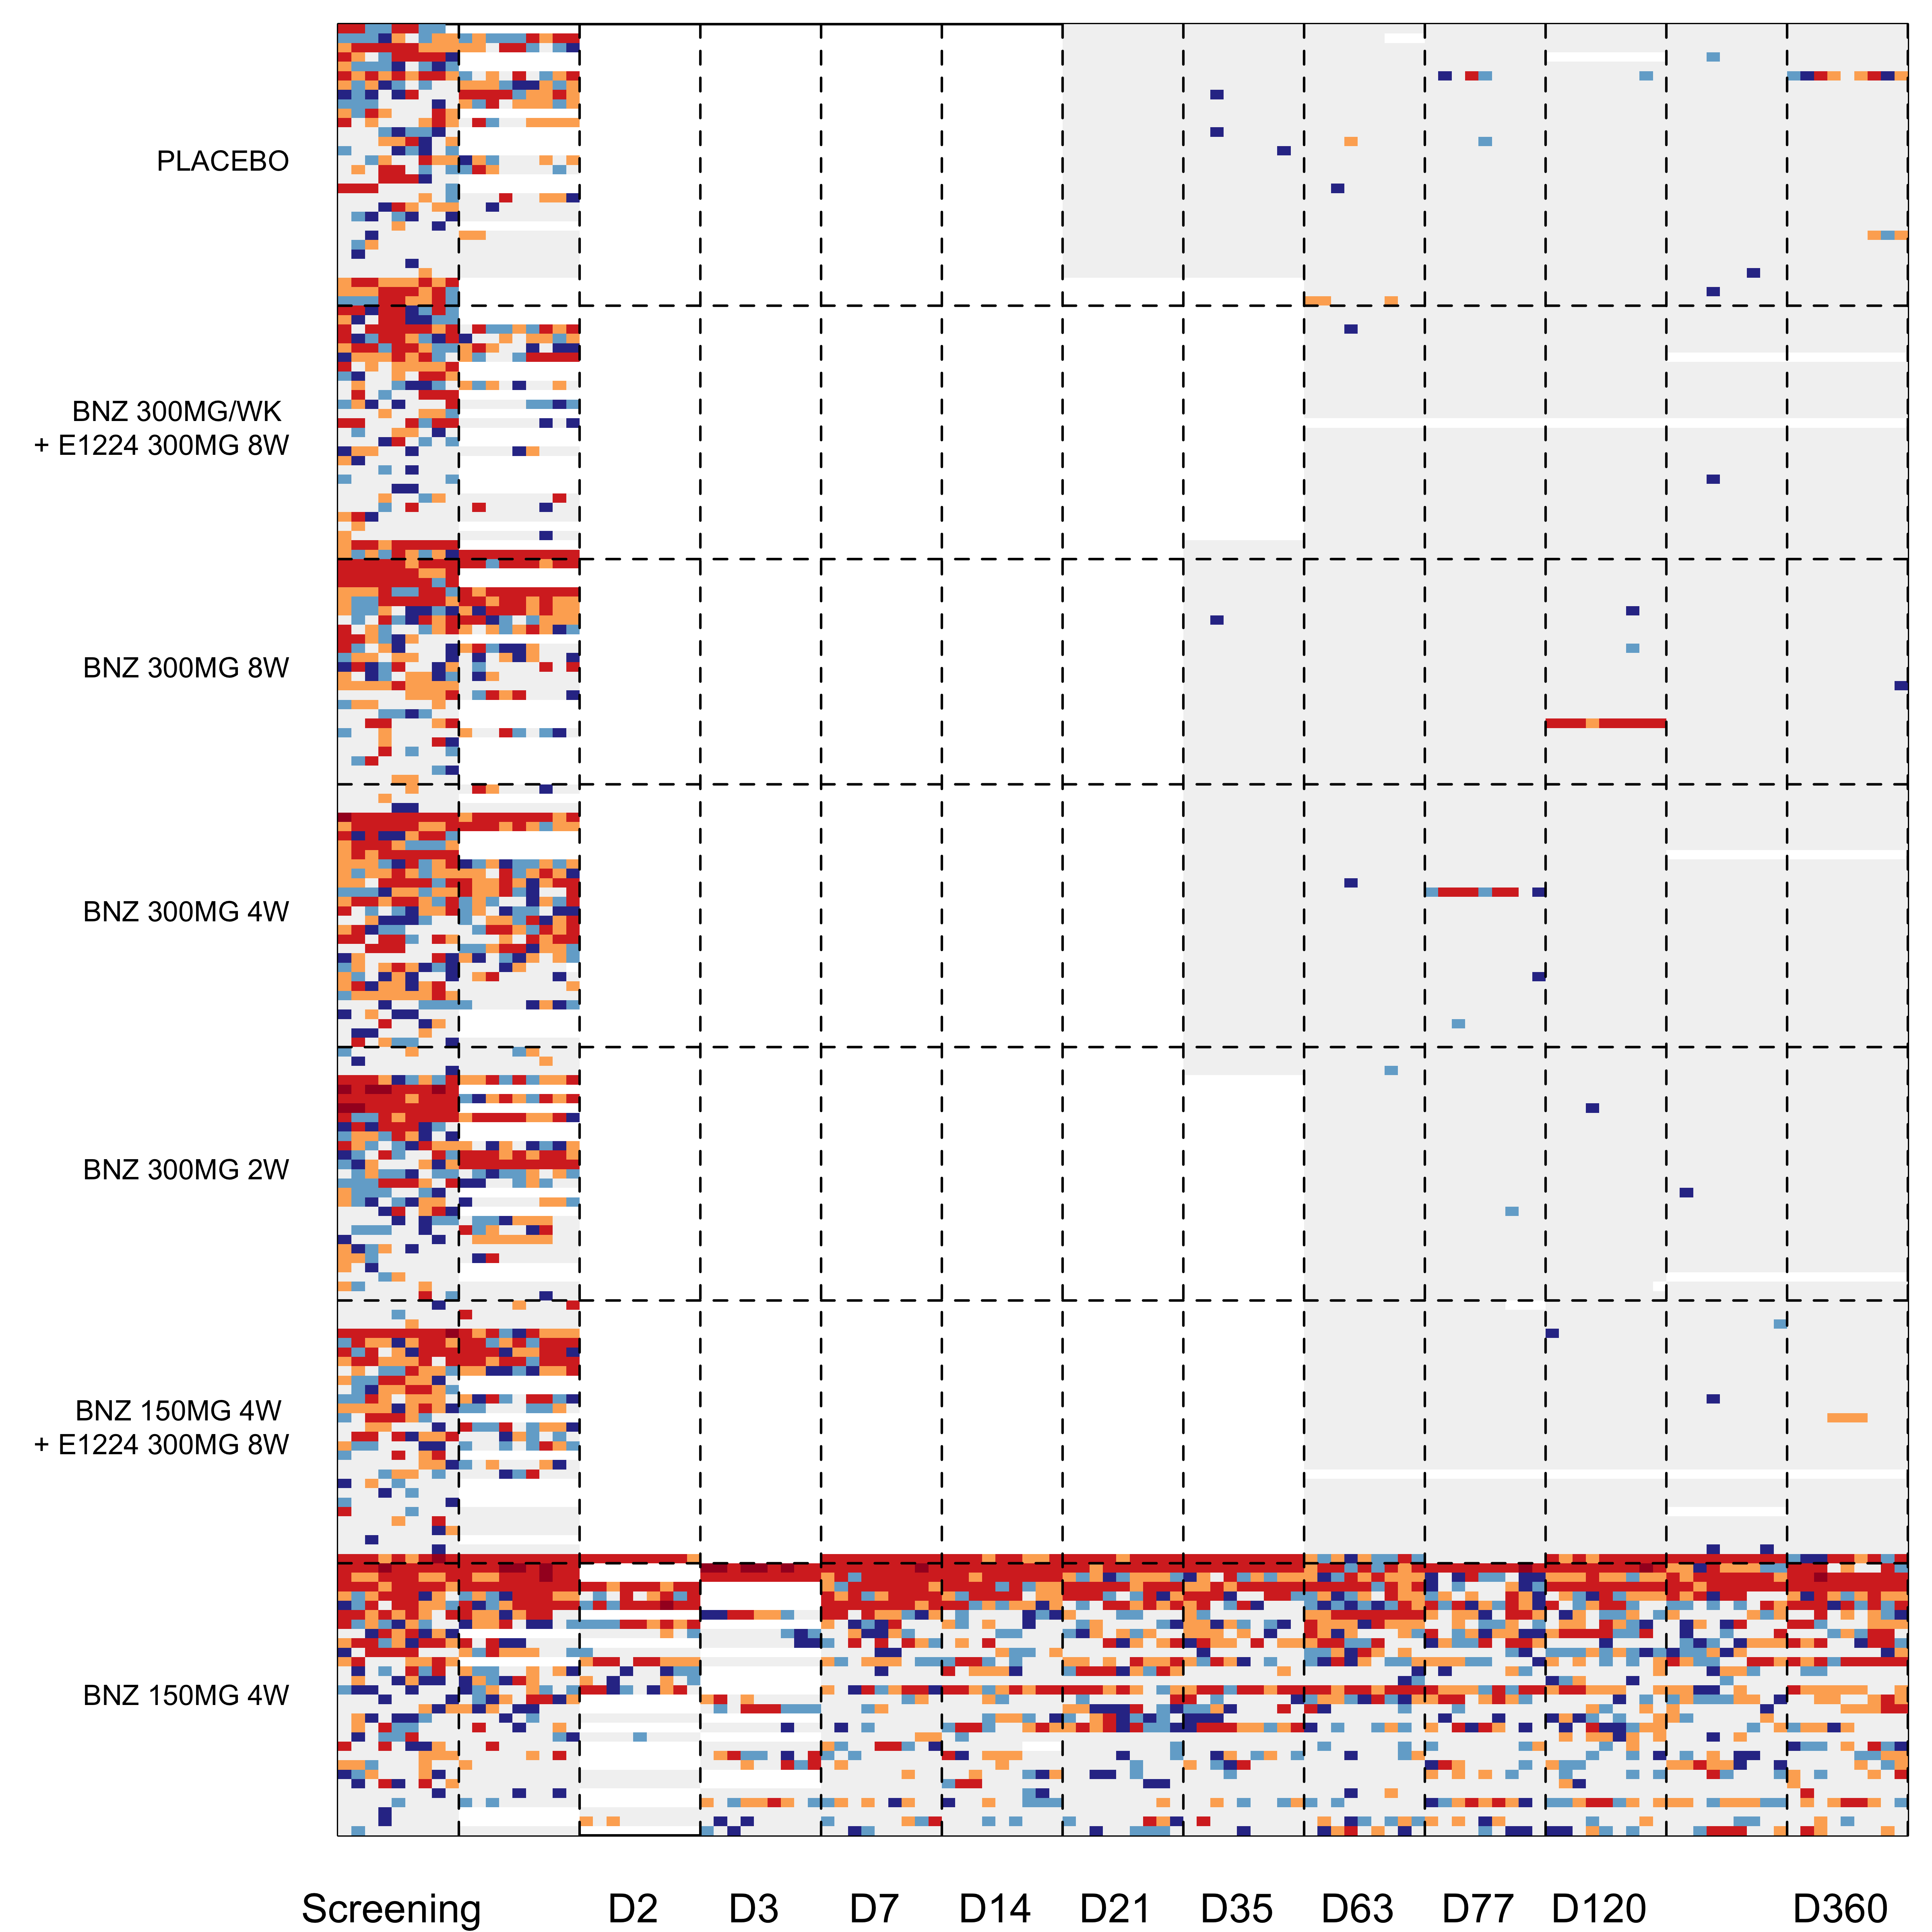 PLACEBO
BNZ 300MG/WK
+ E1224 300MG 8W
BNZ 300MG 8W
BNZ 300MG 4W
BNZ 300MG 2W
BNZ 150MG 4W
+ E1224 300MG 8W
BNZ 150MG 4W
Screening D2 D3 D7 D14 D21 D35 D63 D77 D120 D360